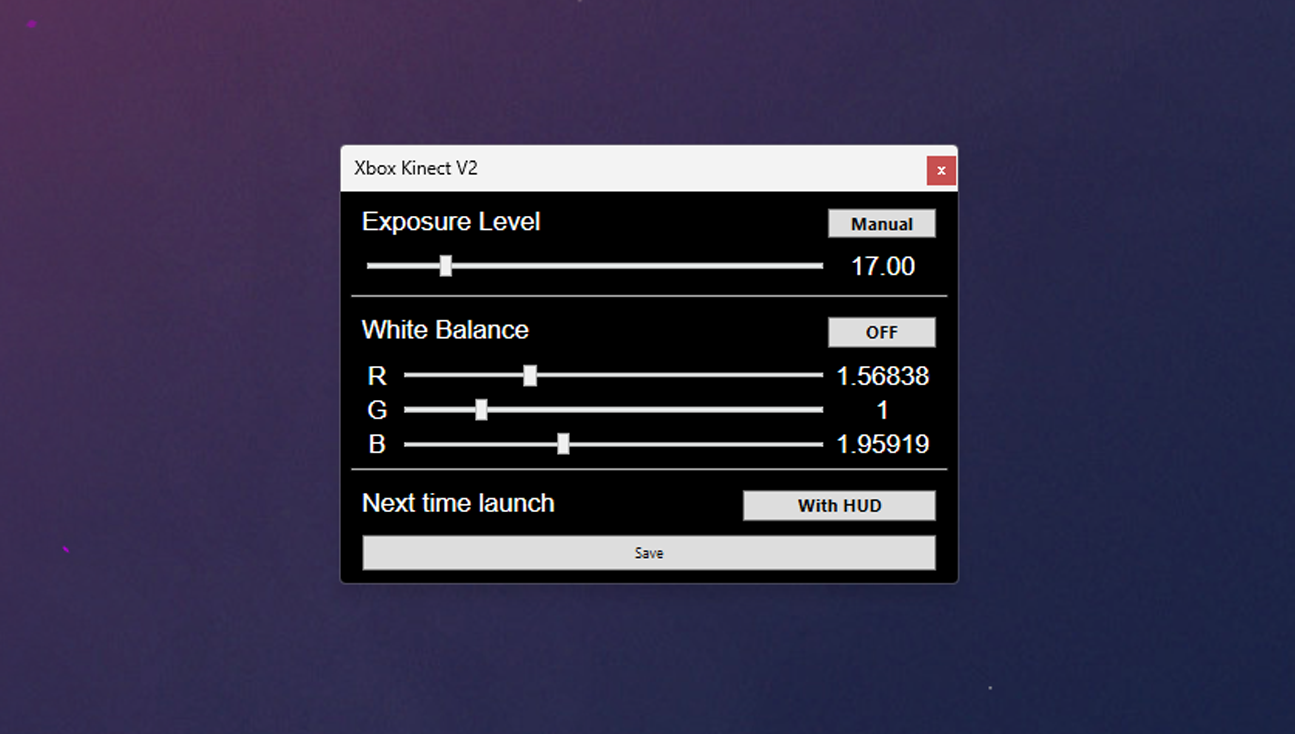 Xbox Kinect V2
x
Exposure Level Manual
17.00
White Balance OFF
R 1.56838
G 1
B 1.95919
Next time launch With HUD
Save